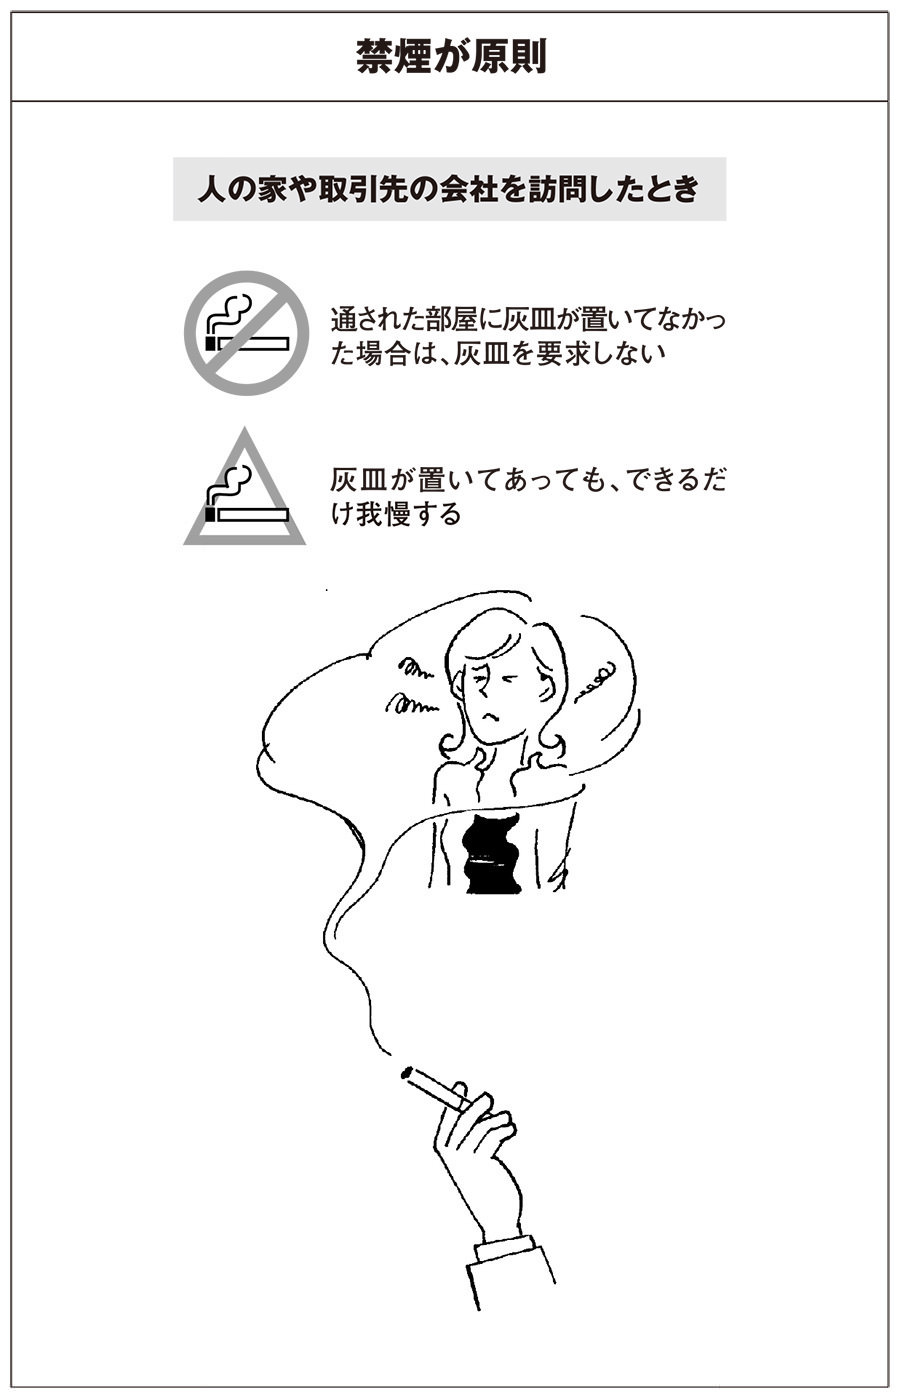 禁煙が原則
人の家や取引先の会社を訪問したとき
通された部屋に灰皿が置いてなかっ
た場合は、灰皿を要求しない
灰皿が置いてあっても、できるだ
け我慢する